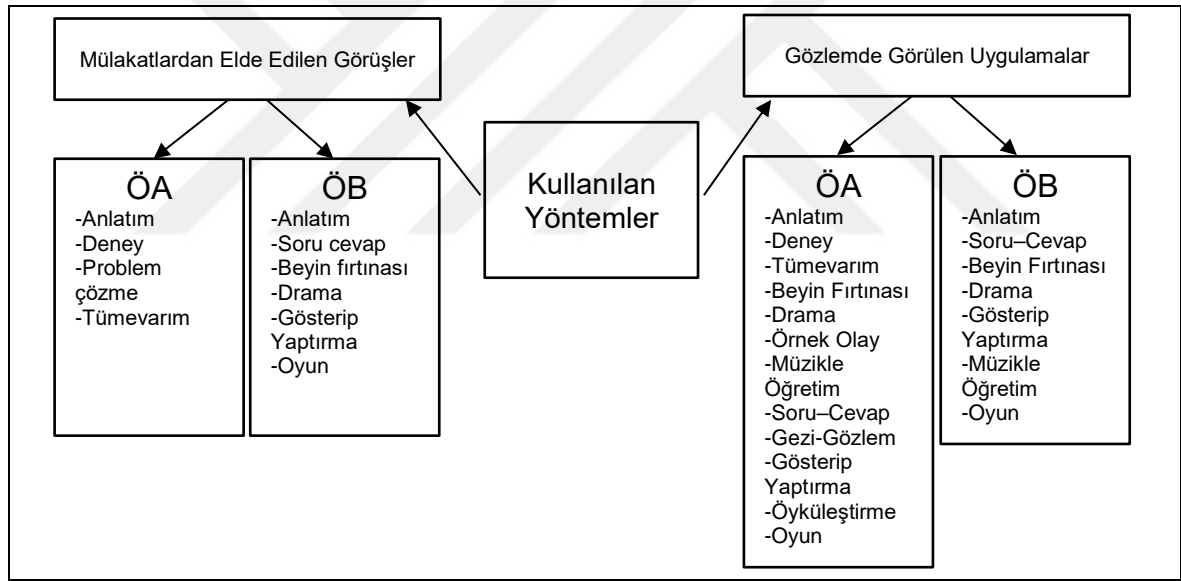 Mülakatlardan Elde Edilen Görüşler
Gözlemde Görülen Uygulamalar
Kullanılan
Yöntemler
ÖA
-Anlatım
-Deney
-Problem
çözme
-Tümevarım
ÖB
-Anlatım
-Soru cevap
-Beyin fırtınası
-Drama
-Gösterip
Yaptırma
-Oyun
ÖA
-Anlatım
-Deney
-Tümevarım
-Beyin Fırtınası
-Drama
-Örnek Olay
-Müzikle
Öğretim
-Soru–Cevap
-Gezi-Gözlem
-Gösterip
Yaptırma
-Öyküleştirme
-Oyun
ÖB
-Anlatım
-Soru–Cevap
-Beyin Fırtınası
-Drama
-Gösterip
Yaptırma
-Müzikle
Öğretim
-Oyun